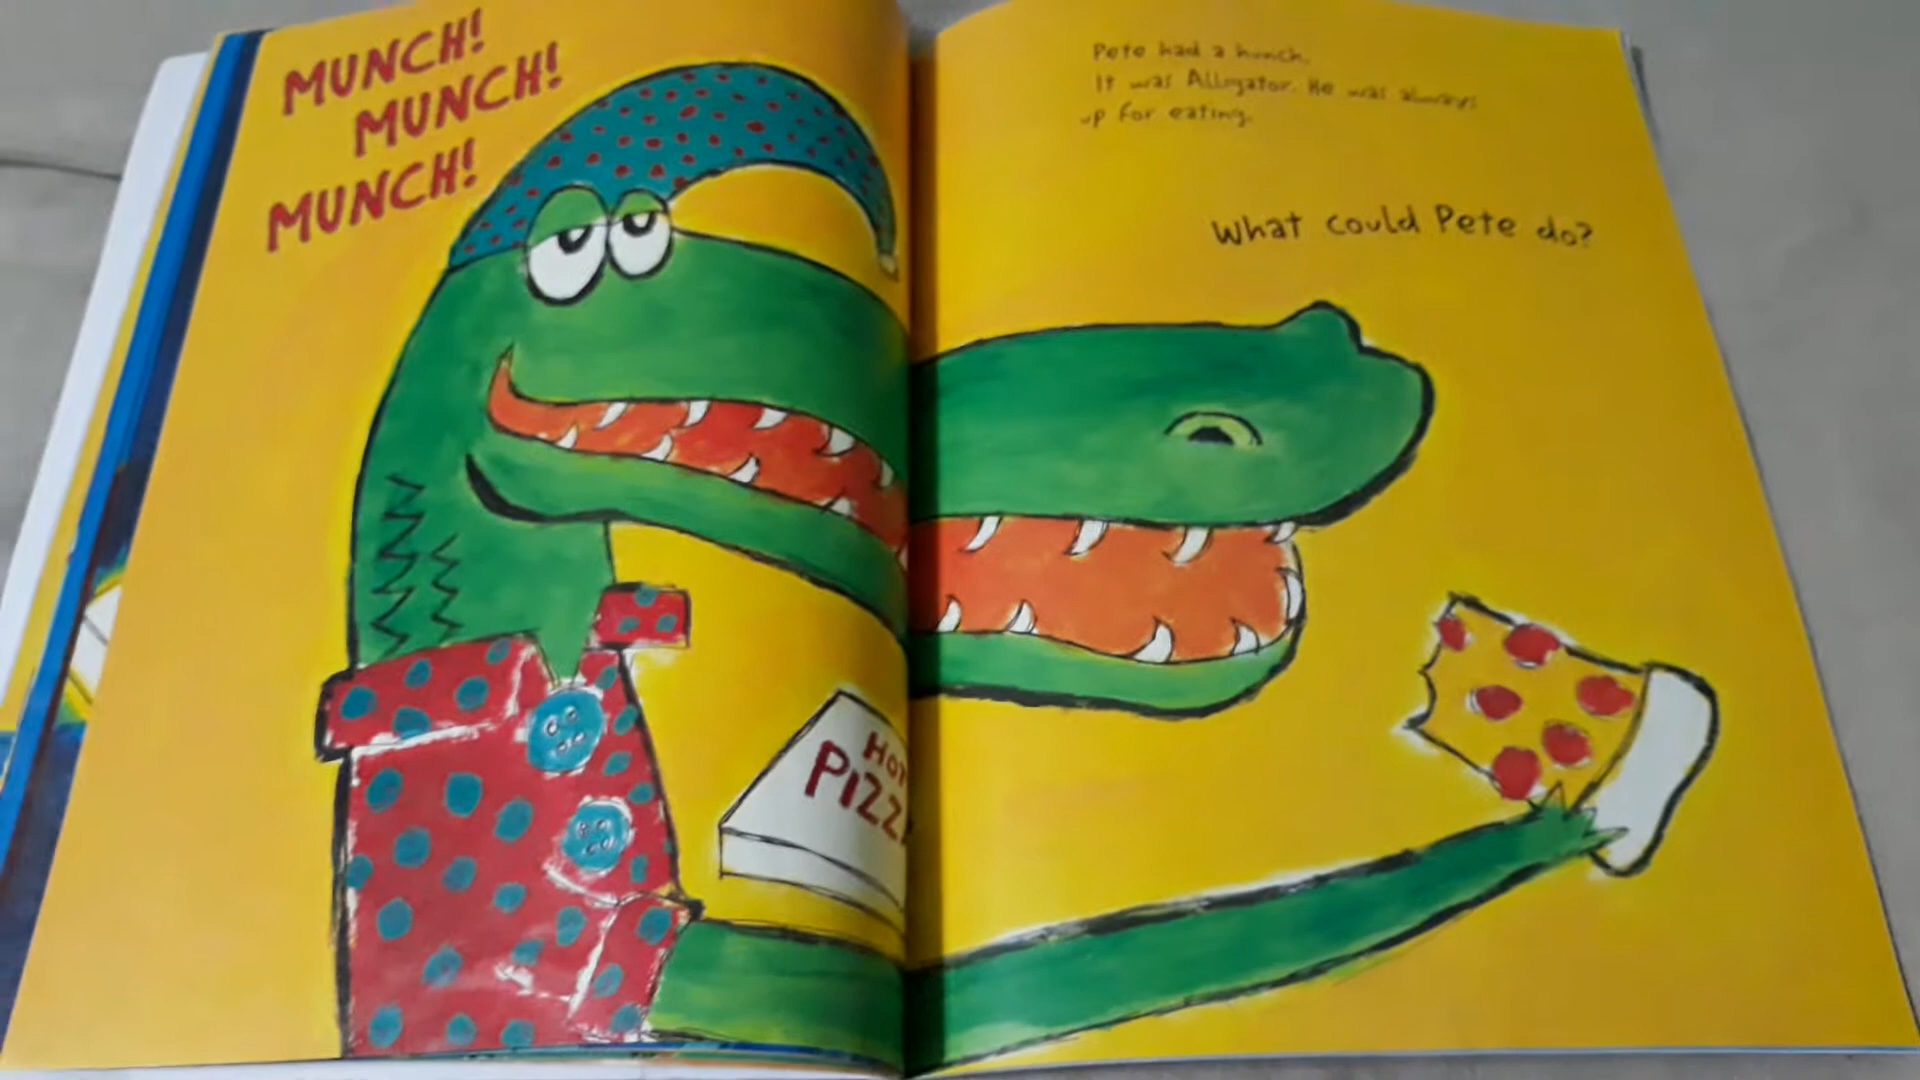 MUNCH!
MUNCH!
MUNCH!
Pete had a hunch.
It was Alligator. He was always
up for eating.
What could Pete do?
HOT
PIZZA